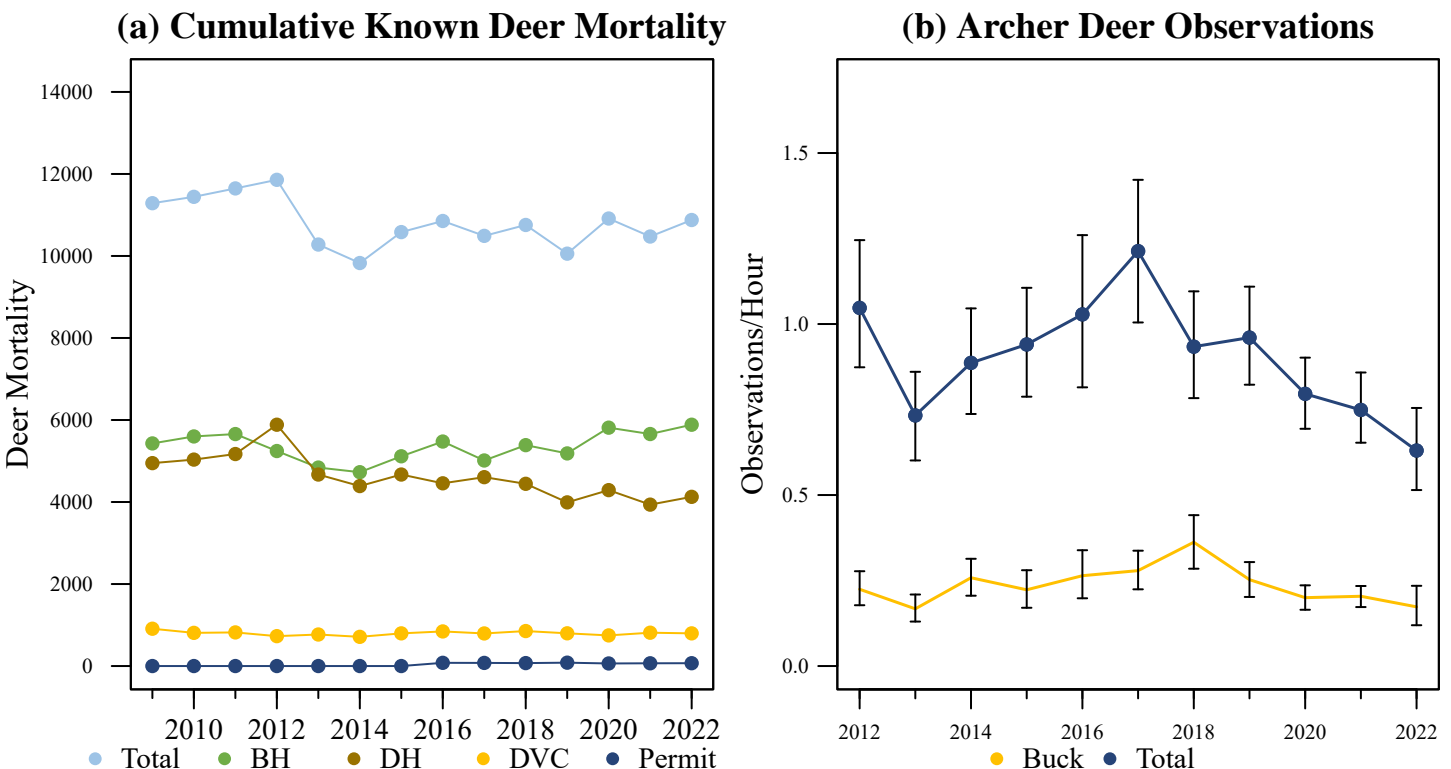 (a) Cumulative Known Deer Mortality
Deer Mortality
14000
12000
10000
8000
6000
4000
2000
0
2010 2012 2014 2016 2018 2020 2022
Total BH DH DVC Permit
(b) Archer Deer Observations
Observations/Hour
1.5
1.0
0.5
0.0
2012 2014 2016 2018 2020 2022
Buck Total